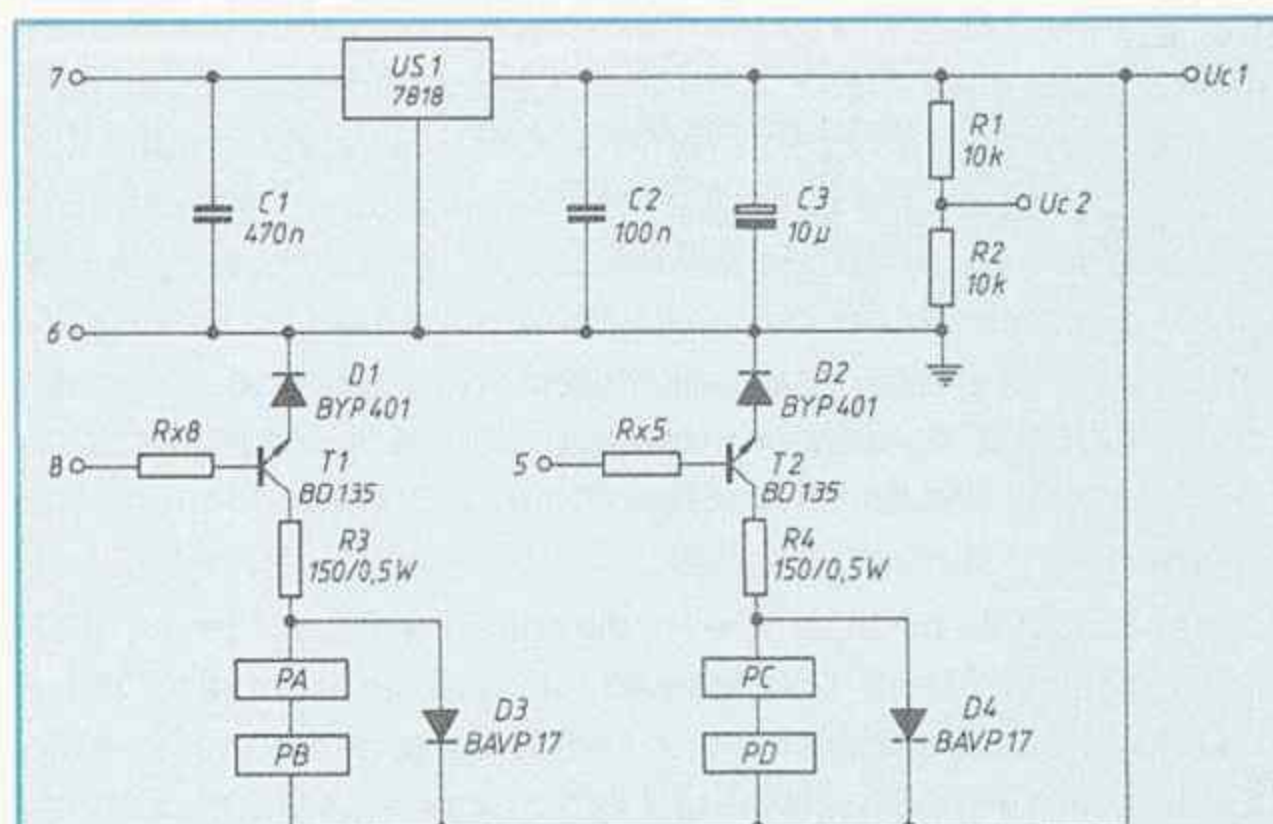 7
US1
7818
Uc1
R1
10k
C1
470n
C2
100n
C3
10µ
Uc2
R2
10k
6
D1
BYP401
D2
BYP401
Rx8
8
T1
BD135
5
Rx5
T2
BD135
R3
150/0,5W
R4
150/0,5W
PA
PC
D3
BAVP17
D4
BAVP17
PB
PD